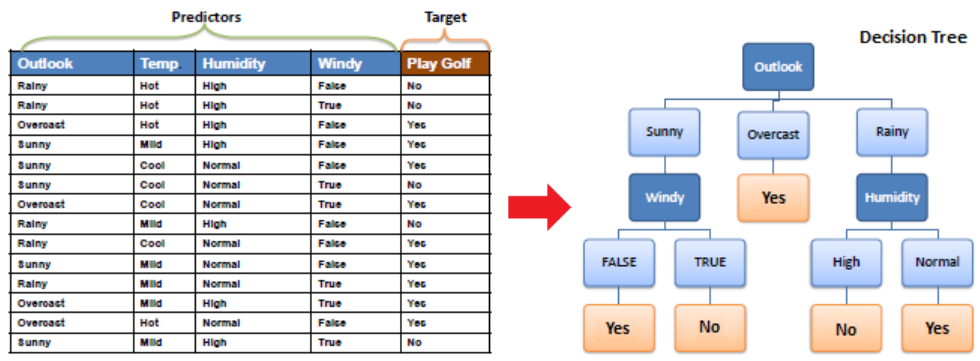 Predictors Target
Outlook Temp Humidity Windy Play Golf
Rainy Hot High False No
Rainy Hot High True No
Overcast Hot High False Yes
Sunny Mild High False Yes
Sunny Cool Normal False Yes
Sunny Cool Normal True No
Overcast Cool Normal True Yes
Rainy Mild High False No
Rainy Cool Normal False Yes
Sunny Mild Normal False Yes
Rainy Mild Normal True Yes
Overcast Mild High True Yes
Overcast Hot Normal False Yes
Sunny Mild High True No
Decision Tree
Outlook
Sunny Overcast Rainy
Windy Yes Humidity
FALSE TRUE High Normal
Yes No No Yes